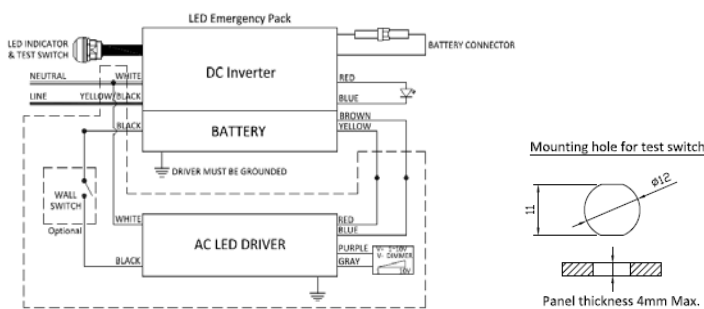 LED Emergency Pack
LED INDICATOR
& TEST SWITCH
BATTERY CONNECTOR
NEUTRAL
WHITE
DC Inverter
RED
LINE
YELLOW/BLACK
BLUE
BROWN
BLACK
BATTERY
YELLOW
DRIVER MUST BE GROUNDED
WALL
SWITCH
Optional
WHITE
RED
BLUE
AC LED DRIVER
PURPLE
BLACK
GRAY
V+ 1~10V
V- DIMMER
10V
Mounting hole for test switch
ø12
11
Panel thickness 4mm Max.